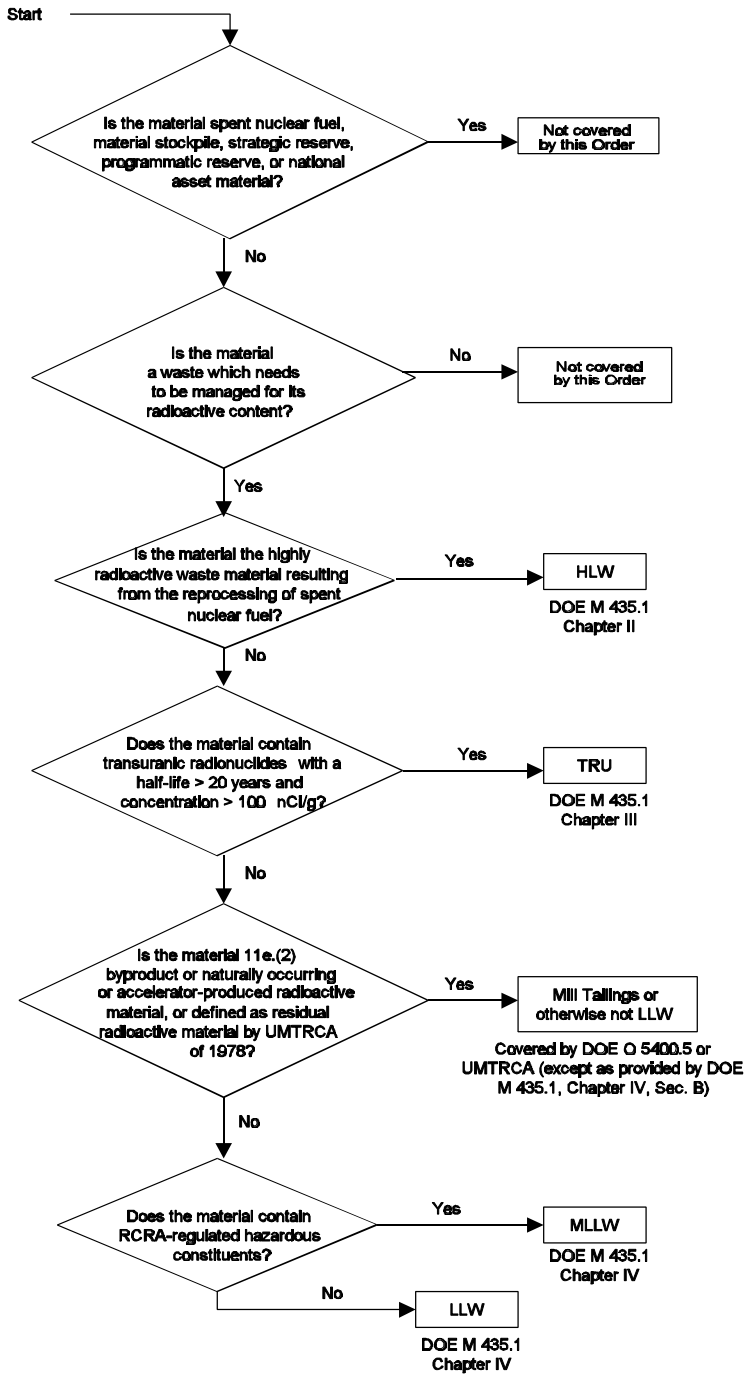 Start
Is the material spent nuclear fuel,
material stockpile, strategic reserve,
programmatic reserve, or national
asset material?
Yes
Not covered
by this Order
No
Is the material
a waste which needs
to be managed for its
radioactive content?
No
Not covered
by this Order
Yes
Is the material the highly
radioactive waste material resulting
from the reprocessing of spent
nuclear fuel?
Yes
HLW
DOE M 435.1
Chapter II
No
Does the material contain
transuranic radionuclides with a
half-life > 20 years and
concentration > 100 nCi/g?
Yes
TRU
DOE M 435.1
Chapter III
No
Is the material 11e.(2)
byproduct or naturally occurring
or accelerator-produced radioactive
material, or defined as residual
radioactive material by UMTRCA
of 1978?
Yes
Mill Tailings or
otherwise not LLW
Covered by DOE O 5400.5 or
UMTRCA (except as provided by DOE
M 435.1, Chapter IV, Sec. B)
No
Does the material contain
RCRA-regulated hazardous
constituents?
Yes
MLLW
DOE M 435.1
Chapter IV
No
LLW
DOE M 435.1
Chapter IV